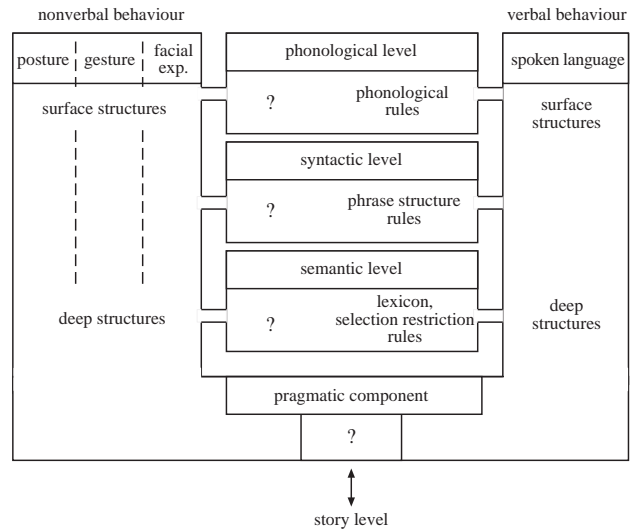 nonverbal behaviour
verbal behaviour
posture
gesture
facial
exp.
phonological level
spoken language
surface structures
?
phonological
rules
surface
structures
syntactic level
?
phrase structure
rules
semantic level
deep structures
?
lexicon,
selection restriction
rules
deep
structures
pragmatic component
?
story level